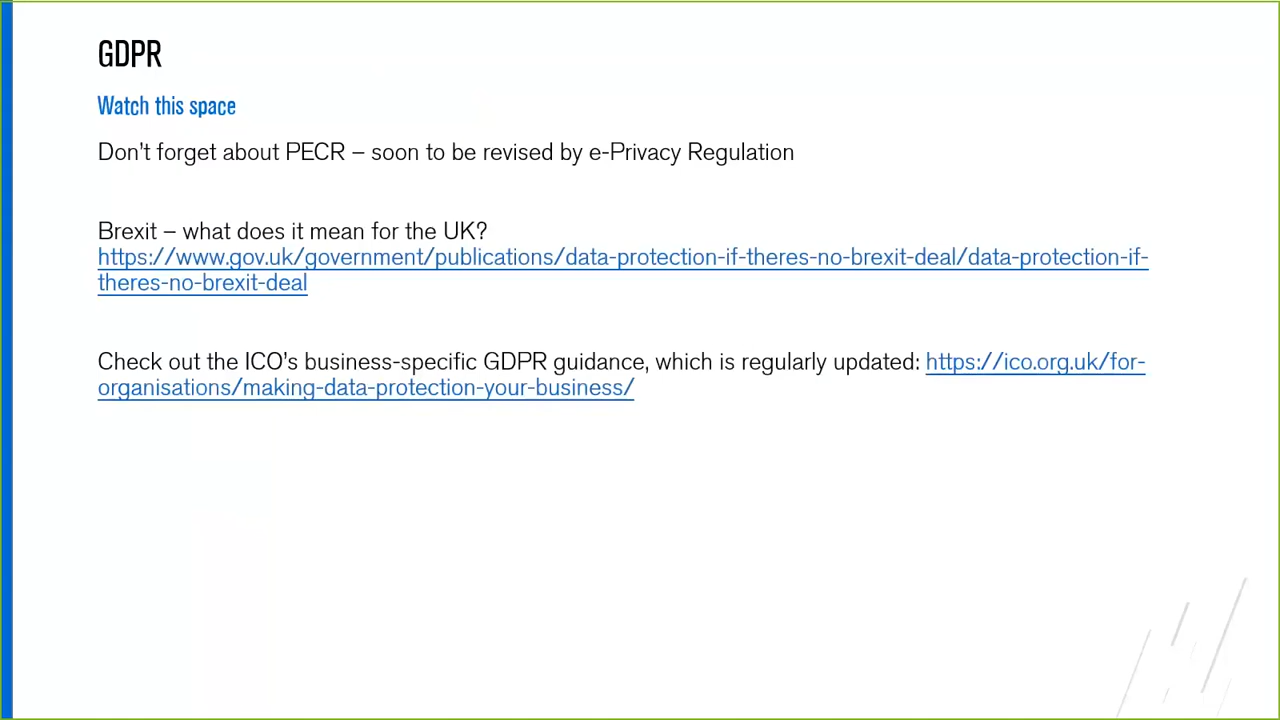 GDPR
Watch this space
Don't forget about PECR – soon to be revised by e-Privacy Regulation
Brexit – what does it mean for the UK?
https://www.gov.uk/government/publications/data-protection-if-theres-no-brexit-deal/data-protection-if-
theres-no-brexit-deal
Check out the ICO's business-specific GDPR guidance, which is regularly updated: https://ico.org.uk/for-
organisations/making-data-protection-your-business/